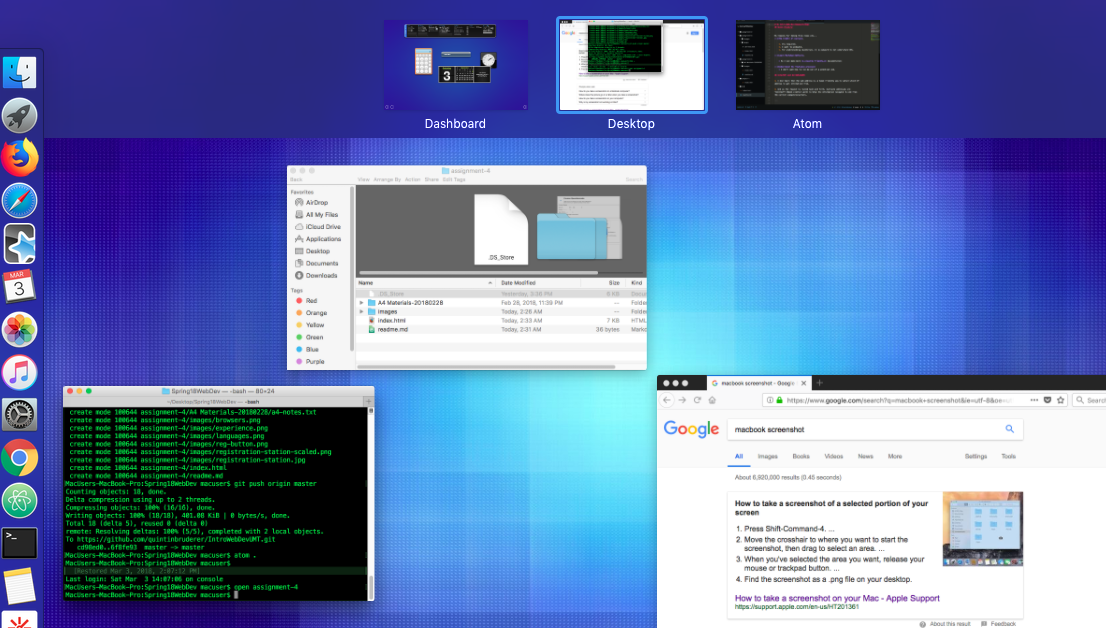 Dashboard
Desktop
Atom
MAR
3
assignment-4
Back
View Arrange By Action Share Edit Tags
Search
Favorites
AirDrop
All My Files
iCloud Drive
Applications
Desktop
Documents
Downloads
Tags
Red
Orange
Yellow
Green
Blue
Purple
.DS_Store
Name Date Modified Size Kind
.DS_Store Yesterday, 3:36 PM 6 KB
A4 Materials-20180228 Feb 28, 2018, 11:39 PM -- Folde
images Today, 2:26 AM -- Folde
index.html Today, 2:33 AM 7 KB HTML
readme.md Today, 2:31 AM 36 bytes Markd
Spring18WebDev — -bash — 80×24
~/Desktop/Spring18WebDev — -bash
create mode 100644 assignment-4/A4 Materials-20180228/a4-notes.txt
create mode 100644 assignment-4/images/browsers.png
create mode 100644 assignment-4/images/experience.png
create mode 100644 assignment-4/images/languages.png
create mode 100644 assignment-4/images/reg-button.png
create mode 100644 assignment-4/images/registration-station-scaled.png
create mode 100644 assignment-4/images/registration-station.jpg
create mode 100644 assignment-4/index.html
create mode 100644 assignment-4/readme.md
MacUsers-MacBook-Pro:Spring18WebDev macuser$ git push origin master
Counting objects: 18, done.
Delta compression using up to 2 threads.
Compressing objects: 100% (16/16), done.
Writing objects: 100% (18/18), 401.08 KiB | 0 bytes/s, done.
Total 18 (delta 5), reused 0 (delta 0)
remote: Resolving deltas: 100% (5/5), completed with 2 local objects.
To https://github.com/quintinbruderer/IntroWebDevUMT.git
cd98ed8..6f8fe93 master -> master
MacUsers-MacBook-Pro:Spring18WebDev macuser$ atom .
MacUsers-MacBook-Pro:Spring18WebDev macuser$
[Restored Mar 3, 2018, 2:07:12 PM]
Last login: Sat Mar 3 14:07:06 on console
MacUsers-MacBook-Pro:Spring18WebDev macuser$ open assignment-4
MacUsers-MacBook-Pro:Spring18WebDev macuser$
macbook screenshot - Goog
https://www.google.com/search?q=macbook+screenshot&ie=utf-8&oe=
Searc
Google
macbook screenshot
All Images Books Videos News More Settings Tools
About 6,920,000 results (0.45 seconds)
How to take a screenshot of a selected portion of your
screen
1. Press Shift-Command-4. ...
2. Move the crosshair to where you want to start the
screenshot, then drag to select an area. ...
3. When you've selected the area you want, release your
mouse or trackpad button. ...
4. Find the screenshot as a .png file on your desktop.
How to take a screenshot on your Mac - Apple Support
https://support.apple.com/en-us/HT201361
About this result Feedback